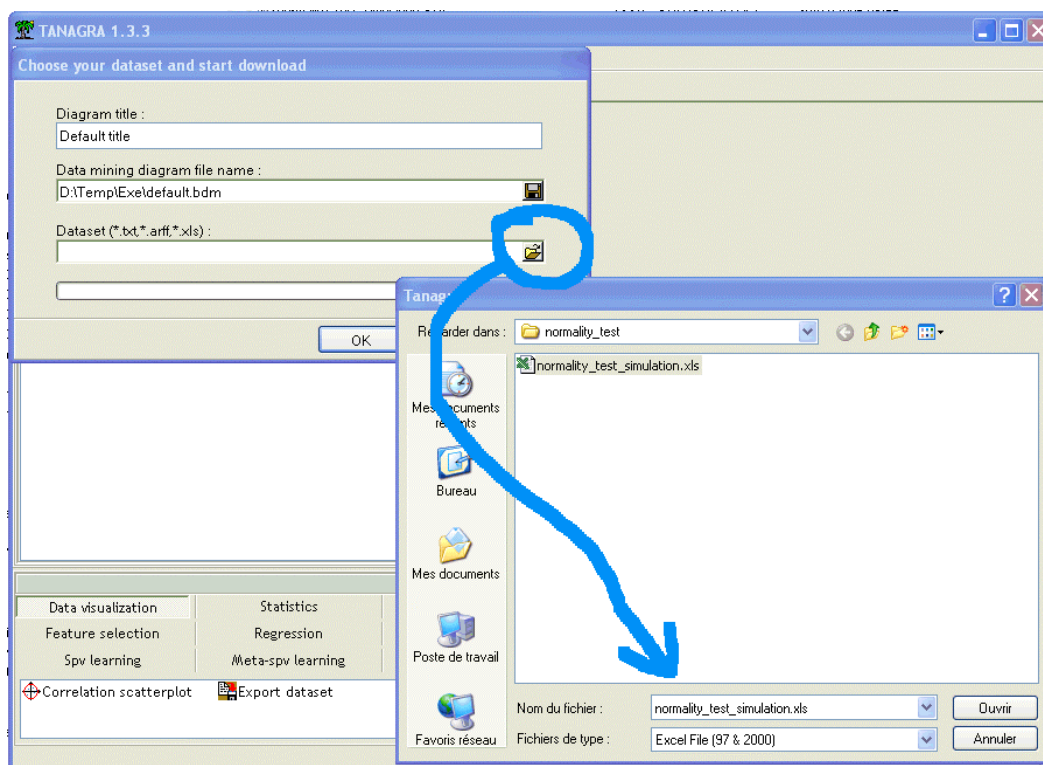 TANAGRA 1.3.3
Choose your dataset and start download
Diagram title :
Default title
Data mining diagram file name :
D:\Temp\Exe\default.bdm
Dataset (*.txt,*.arff,*.xls) :
OK
Tanagra
Regarder dans :
normality_test
normality_test_simulation.xls
Mes documents
récents
Bureau
Mes documents
Poste de travail
Favoris réseau
Nom du fichier :
normality_test_simulation.xls
Ouvrir
Fichiers de type :
Excel File (97 & 2000)
Annuler
Data visualization
Statistics
Feature selection
Regression
Spv learning
Meta-spv learning
Correlation scatterplot
Export dataset